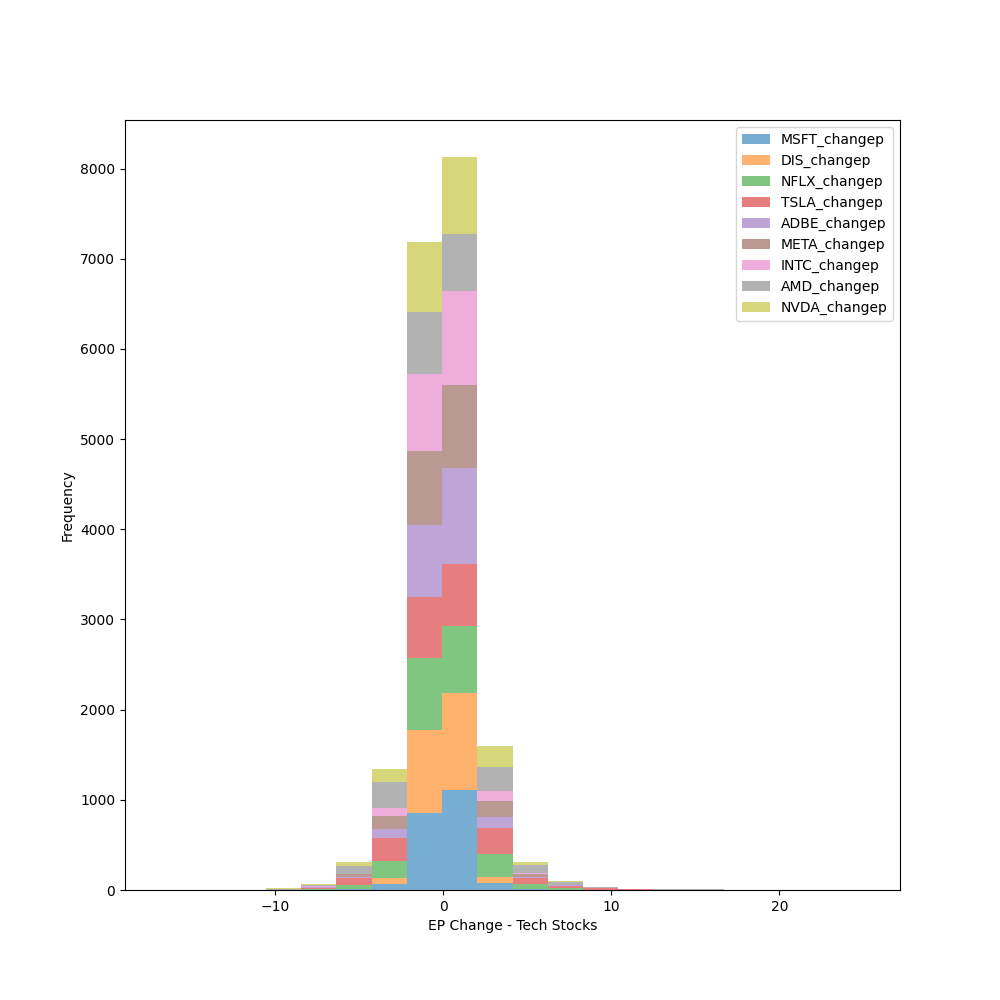 MSFT_changep
DIS_changep
NFLX_changep
TSLA_changep
ADBE_changep
META_changep
INTC_changep
AMD_changep
NVDA_changep
8000
7000
6000
5000
4000
3000
2000
1000
0
Frequency
−10
0
10
20
EP Change - Tech Stocks